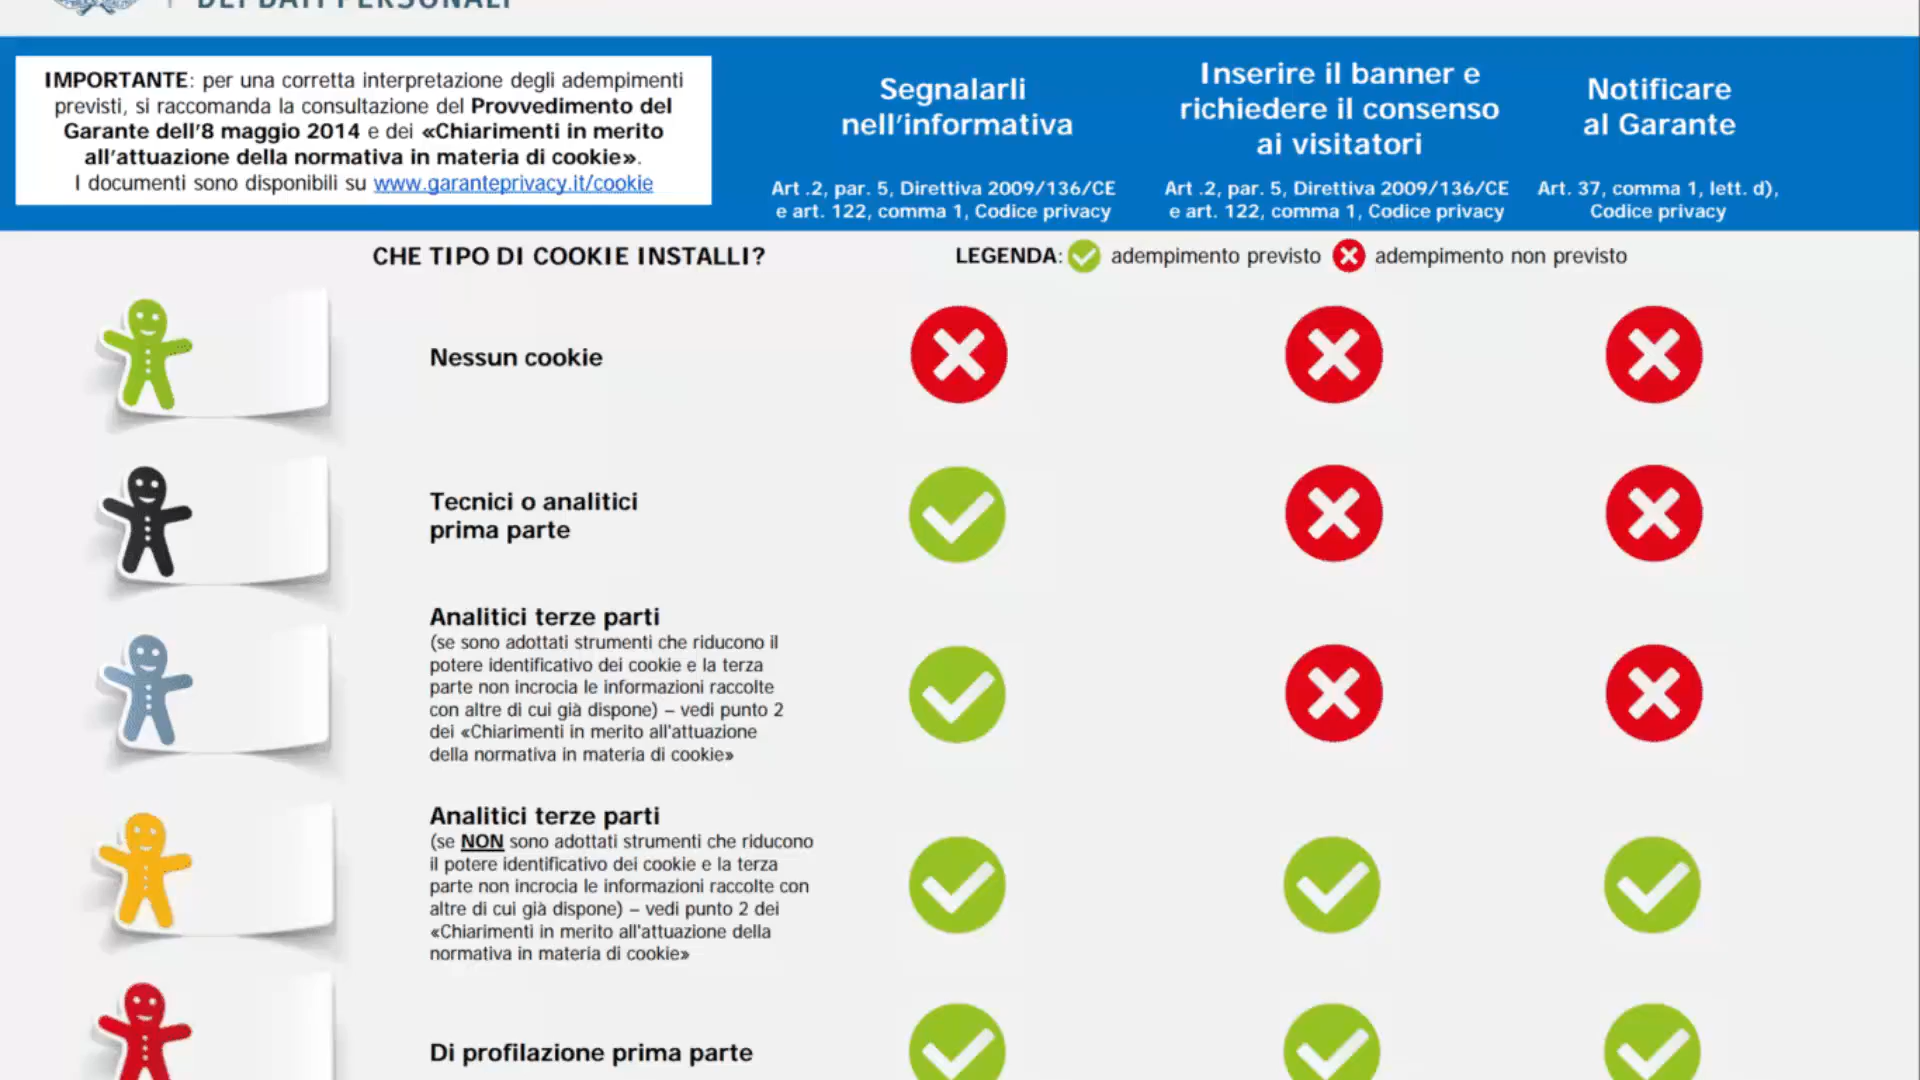 DEI DATI PERSONALI
IMPORTANTE: per una corretta interpretazione degli adempimenti
previsti, si raccomanda la consultazione del Provvedimento del
Garante dell'8 maggio 2014 e dei «Chiarimenti in merito
all'attuazione della normativa in materia di cookie».
I documenti sono disponibili su www.garanteprivacy.it/cookie
Segnalarli
nell'informativa
Art .2, par. 5, Direttiva 2009/136/CE
e art. 122, comma 1, Codice privacy
Inserire il banner e
richiedere il consenso
ai visitatori
Art .2, par. 5, Direttiva 2009/136/CE
e art. 122, comma 1, Codice privacy
Notificare
al Garante
Art. 37, comma 1, lett. d),
Codice privacy
CHE TIPO DI COOKIE INSTALLI?
LEGENDA: adempimento previsto adempimento non previsto
Nessun cookie
Tecnici o analitici
prima parte
Analitici terze parti
(se sono adottati strumenti che riducono il
potere identificativo dei cookie e la terza
parte non incrocia le informazioni raccolte
con altre di cui già dispone) – vedi punto 2
dei «Chiarimenti in merito all'attuazione
della normativa in materia di cookie»
Analitici terze parti
(se NON sono adottati strumenti che riducono
il potere identificativo dei cookie e la terza
parte non incrocia le informazioni raccolte con
altre di cui già dispone) – vedi punto 2 dei
«Chiarimenti in merito all'attuazione della
normativa in materia di cookie»
Di profilazione prima parte